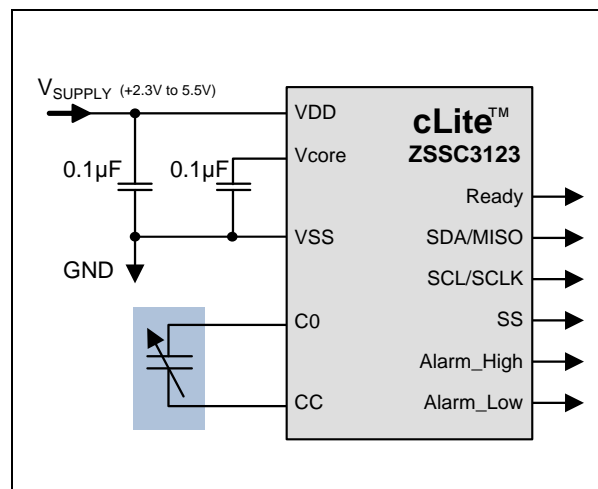 VSUPPLY (+2.3V to 5.5V)
VDD
cLite™
ZSSC3123
Vcore
0.1µF
0.1µF
Ready
VSS
SDA/MISO
GND
SCL/SCLK
C0
SS
Alarm_High
CC
Alarm_Low